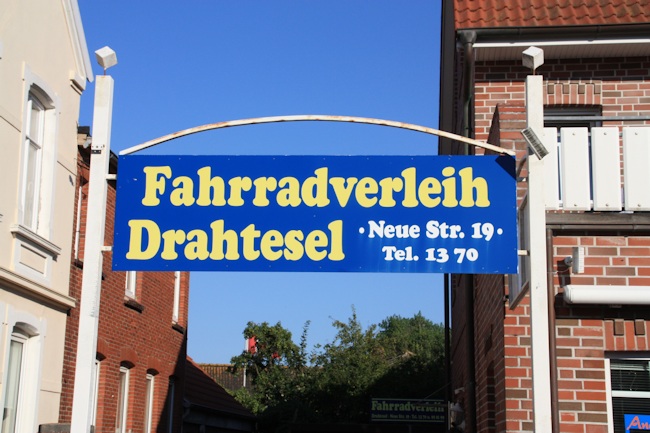 Fahrradverleih
Drahtesel · Neue Str. 19 ·
Tel. 13 70
Fahrradverleih